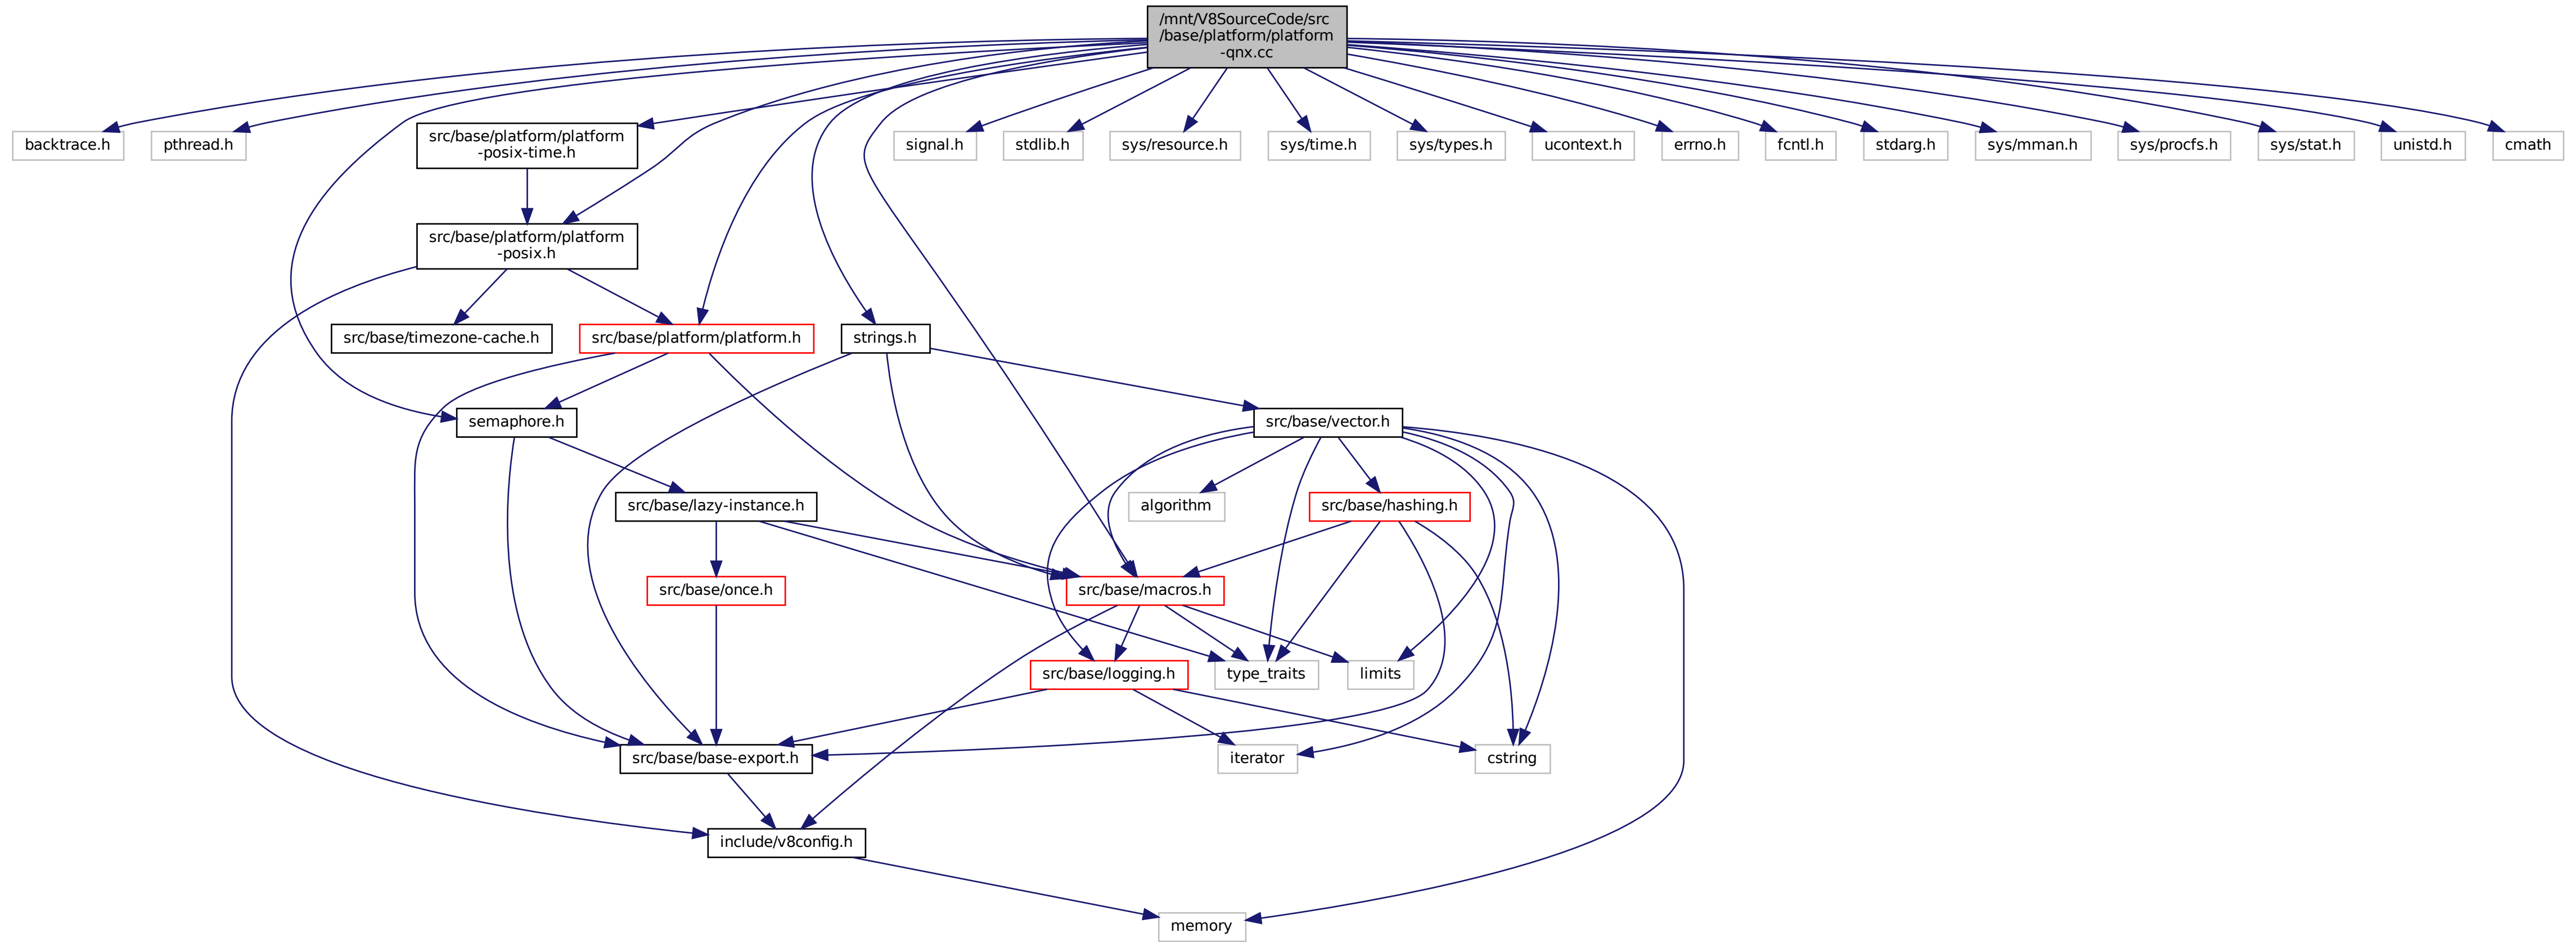 /mnt/V8SourceCode/src
/base/platform/platform
-qnx.cc
backtrace.h
pthread.h
src/base/platform/platform
-posix-time.h
signal.h
stdlib.h
sys/resource.h
sys/time.h
sys/types.h
ucontext.h
errno.h
fcntl.h
stdarg.h
sys/mman.h
sys/procfs.h
sys/stat.h
unistd.h
cmath
src/base/platform/platform
-posix.h
src/base/timezone-cache.h
src/base/platform/platform.h
strings.h
semaphore.h
src/base/vector.h
src/base/lazy-instance.h
algorithm
src/base/hashing.h
src/base/once.h
src/base/macros.h
src/base/logging.h
type_traits
limits
src/base/base-export.h
iterator
cstring
include/v8config.h
memory